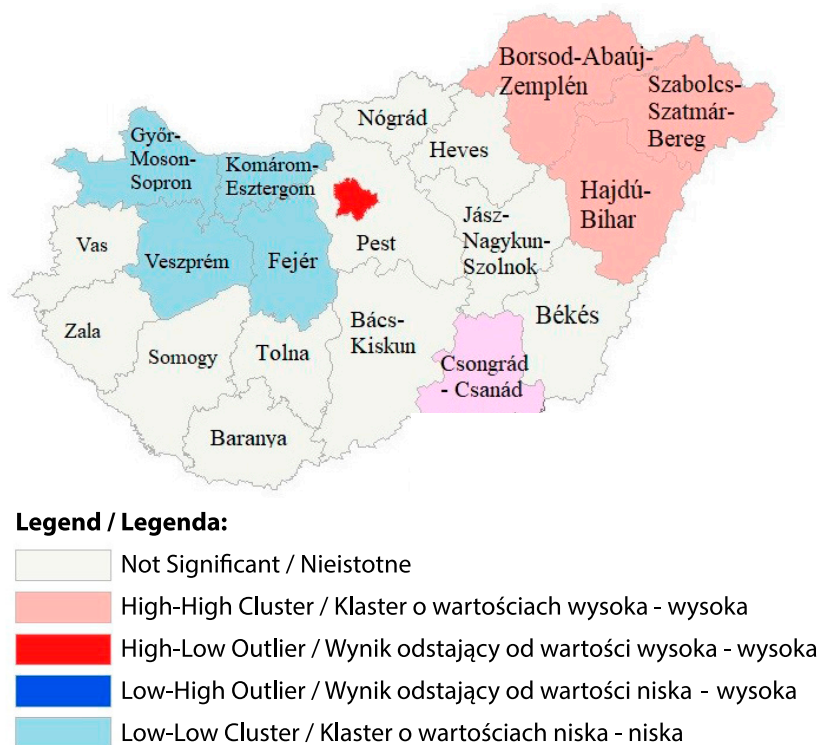 Borsod-Abaúj-
Zemplén
Szabolcs-
Szatmár-
Bereg
Nógrád
Heves
Győr-
Moson-
Sopron
Komárom-
Esztergom
Hajdú-
Bihar
Jász-
Nagykun-
Szolnok
Vas
Veszprém
Fejér
Pest
Békés
Bács-
Kiskun
Zala
Somogy
Tolna
Csongrád
- Csanád
Baranya
Legend / Legenda:
Not Significant / Nieistotne
High-High Cluster / Klaster o wartościach wysoka - wysoka
High-Low Outlier / Wynik odstający od wartości wysoka - wysoka
Low-High Outlier / Wynik odstający od wartości niska - wysoka
Low-Low Cluster / Klaster o wartościach niska - niska